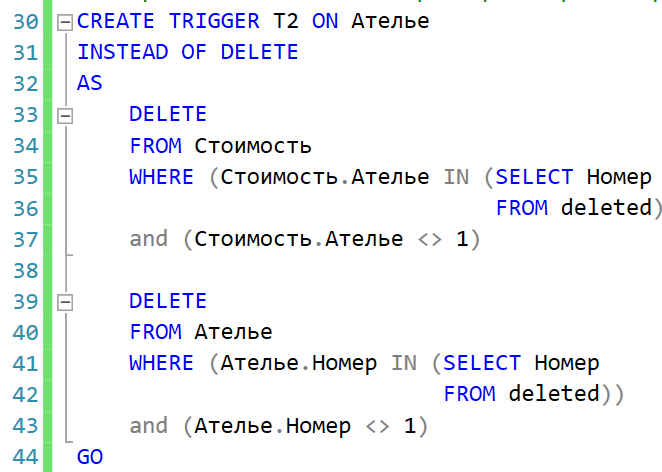 30 CREATE TRIGGER T2 ON Ателье
31 INSTEAD OF DELETE
32 AS
33 DELETE
34 FROM Стоимость
35 WHERE (Стоимость.Ателье IN (SELECT Номер
36 FROM deleted)
37 and (Стоимость.Ателье <> 1)
38
39 DELETE
40 FROM Ателье
41 WHERE (Ателье.Номер IN (SELECT Номер
42 FROM deleted))
43 and (Ателье.Номер <> 1)
44 GO